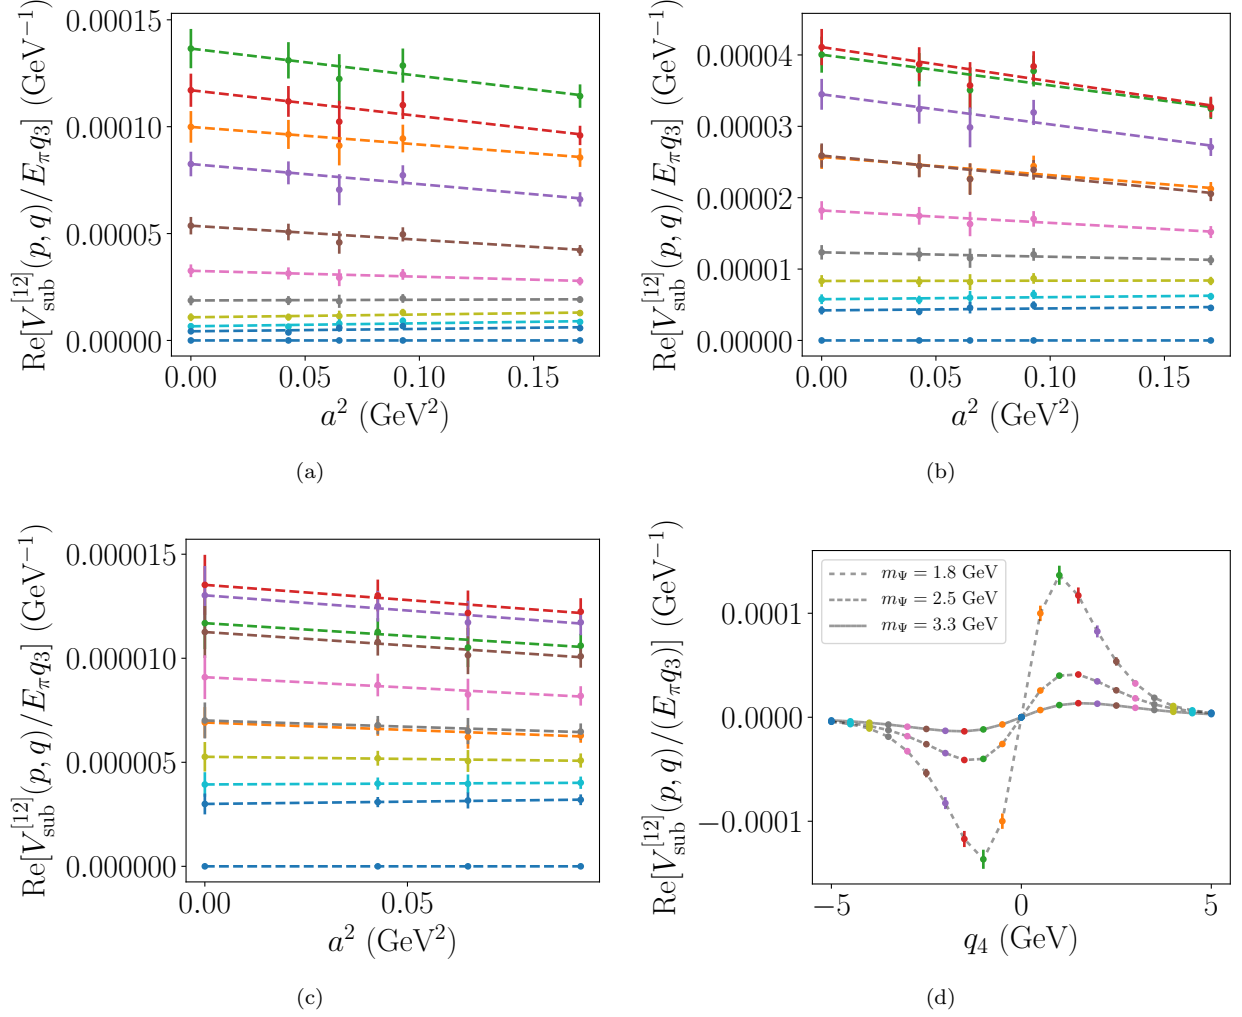 Re[V_sub^[12](p, q)/E_π q_3] (GeV^−1)
0.00015
0.00010
0.00005
0.00000
0.00 0.05 0.10 0.15
a^2 (GeV^2)
(a)
Re[V_sub^[12](p, q)/E_π q_3] (GeV^−1)
0.00004
0.00003
0.00002
0.00001
0.00000
0.00 0.05 0.10 0.15
a^2 (GeV^2)
(b)
Re[V_sub^[12](p, q)/E_π q_3] (GeV^−1)
0.000015
0.000010
0.000005
0.000000
0.00 0.05
a^2 (GeV^2)
(c)
Re[V_sub^[12](p, q)/(E_π q_3)] (GeV^−1)
m_Ψ = 1.8 GeV
m_Ψ = 2.5 GeV
m_Ψ = 3.3 GeV
0.0001
0.0000
−0.0001
−5 0 5
q_4 (GeV)
(d)